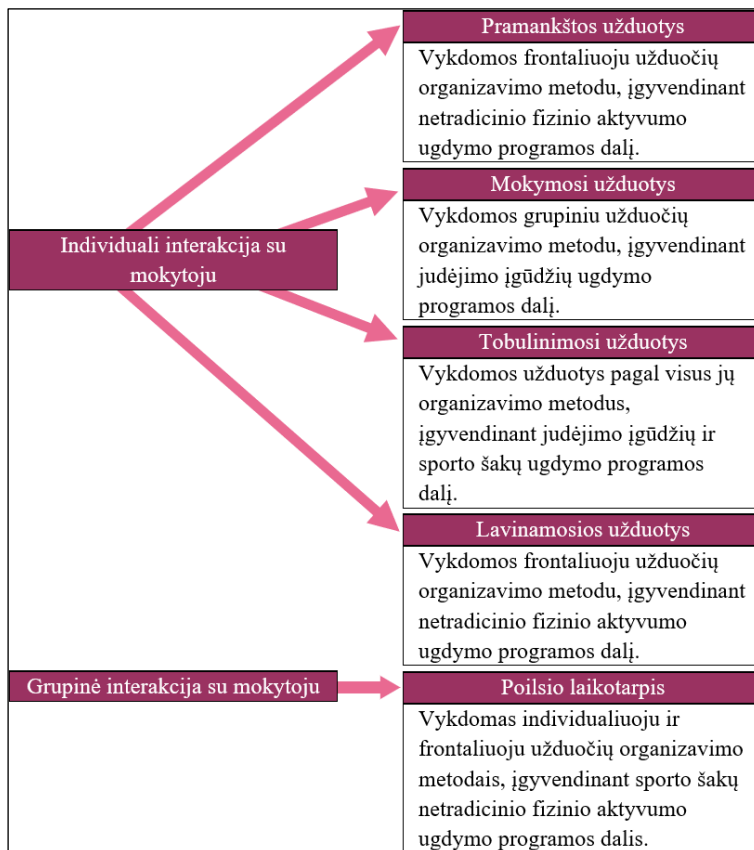 Pramankštos užduotys
Vykdomos frontaliuoju užduočių
organizavimo metodu, įgyvendinant
netradicinio fizinio aktyvumo
ugdymo programos dalį.
Mokymosi užduotys
Vykdomos grupiniu užduočių
organizavimo metodu, įgyvendinant
judėjimo įgūdžių ugdymo
programos dalį.
Individuali interakcija su
mokytoju
Tobulinimosi užduotys
Vykdomos užduotys pagal visus jų
organizavimo metodus,
įgyvendinant judėjimo įgūdžių ir
sporto šakų ugdymo programos
dalį.
Lavinamosios užduotys
Vykdomos frontaliuoju užduočių
organizavimo metodu, įgyvendinant
netradicinio fizinio aktyvumo
ugdymo programos dalį.
Grupinė interakcija su mokytoju
Poilsio laikotarpis
Vykdomas individualiuoju ir
frontaliuoju užduočių organizavimo
metodais, įgyvendinant sporto šakų
netradicinio fizinio aktyvumo
ugdymo programos dalis.